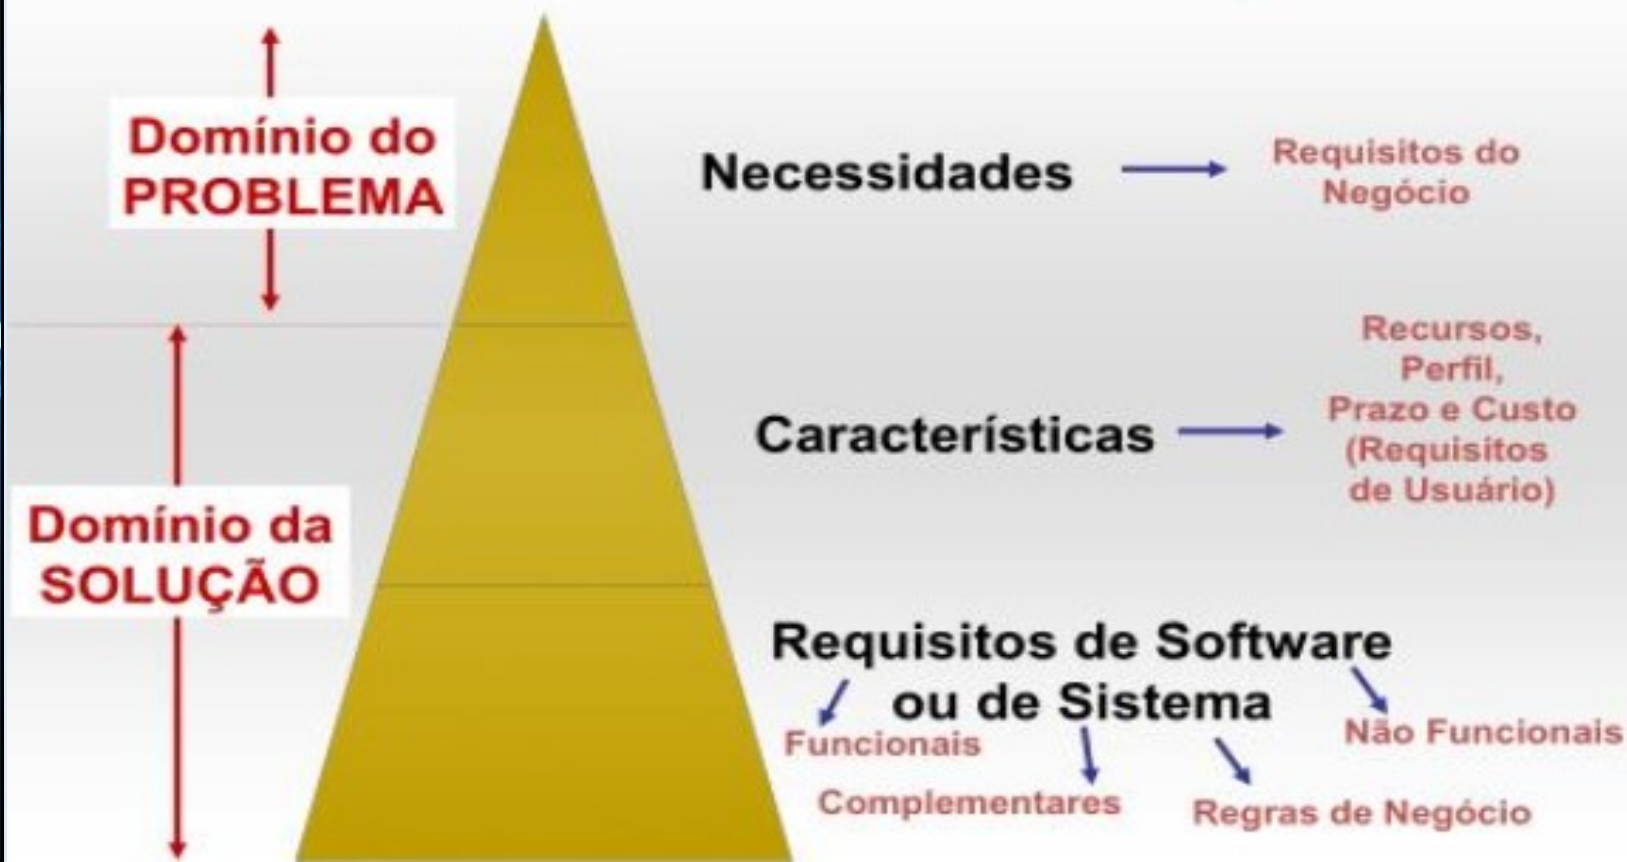 Domínio do
PROBLEMA
Necessidades
Requisitos do
Negócio
Recursos,
Perfil,
Prazo e Custo
(Requisitos
de Usuário)
Características
Domínio da
SOLUÇÃO
Requisitos de Software
ou de Sistema
Funcionais
Não Funcionais
Complementares
Regras de Negócio